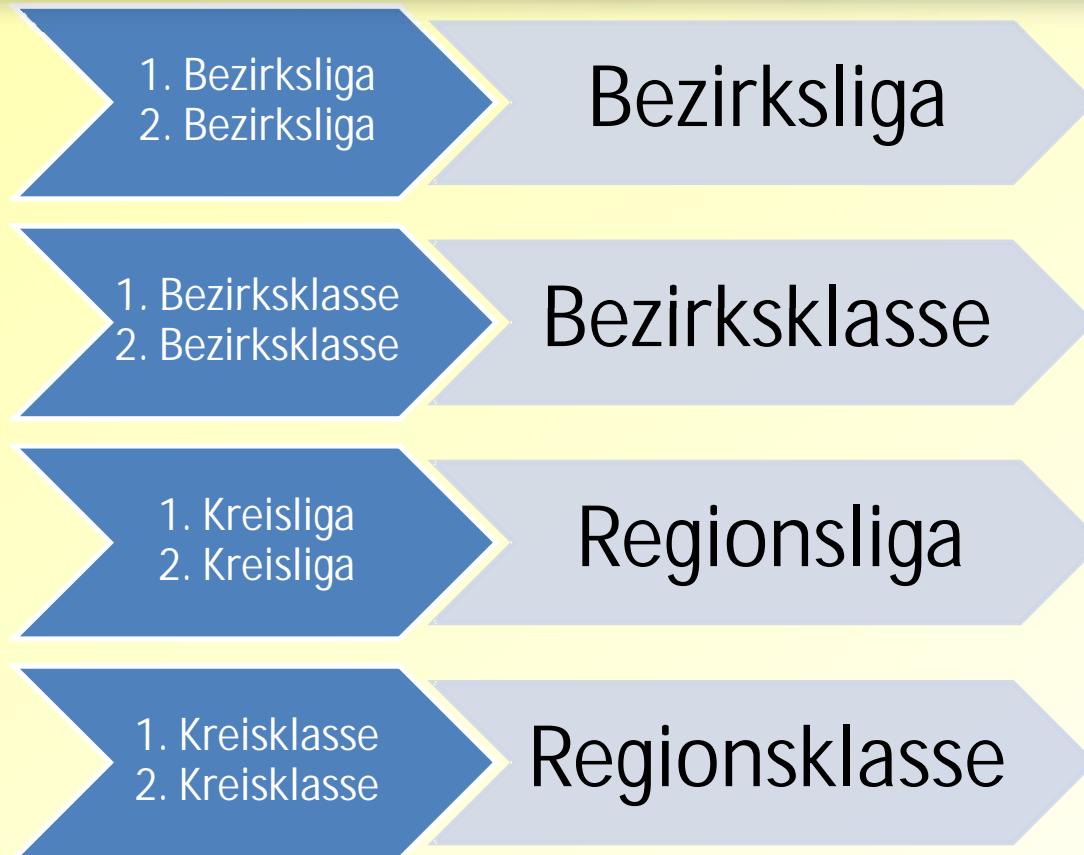 1. Bezirksliga
2. Bezirksliga
Bezirksliga
1. Bezirksklasse
2. Bezirksklasse
Bezirksklasse
1. Kreisliga
2. Kreisliga
Regionsliga
1. Kreisklasse
2. Kreisklasse
Regionsklasse